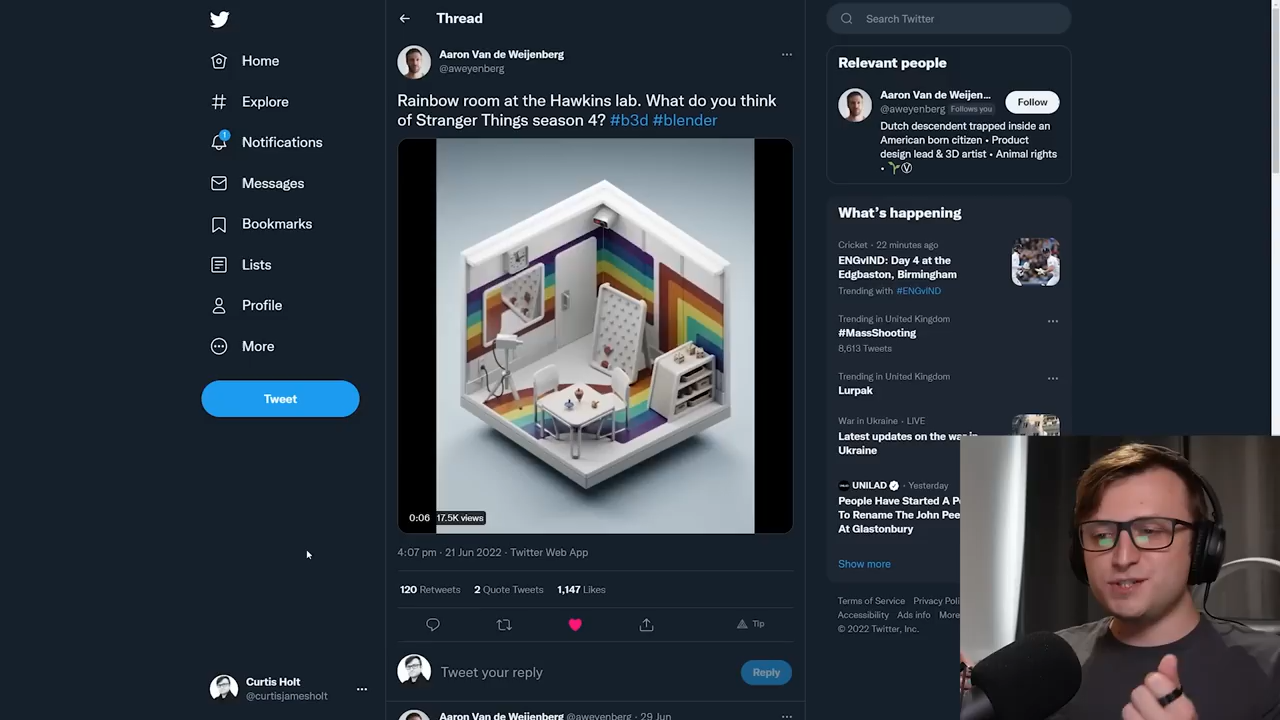 Home
Explore
1
Notifications
Messages
Bookmarks
Lists
Profile
More
Tweet
Curtis Holt
@curtisjamesholt
Thread
Aaron Van de Weijenberg
@aweyenberg
Rainbow room at the Hawkins lab. What do you think
of Stranger Things season 4? #b3d #blender
0:06 17.5K views
4:07 pm · 21 Jun 2022 · Twitter Web App
120 Retweets 2 Quote Tweets 1,147 Likes
Tip
Tweet your reply
Reply
Aaron Van de Weijenberg @aweyenberg · 29 Jun
Search Twitter
Relevant people
Aaron Van de Weijen...
@aweyenberg Follows you
Follow
Dutch descendent trapped inside an
American born citizen • Product
design lead & 3D artist • Animal rights
•
What's happening
Cricket · 22 minutes ago
ENGvIND: Day 4 at the
Edgbaston, Birmingham
Trending with #ENGvIND
Trending in United Kingdom
#MassShooting
8,613 Tweets
Trending in United Kingdom
Lurpak
War in Ukraine · LIVE
Latest updates on the war in
Ukraine
UNILAD · Yesterday
People Have Started A Pe
To Rename The John Pee
At Glastonbury
Show more
Terms of Service Privacy Poli
Accessibility Ads info More
© 2022 Twitter, Inc.